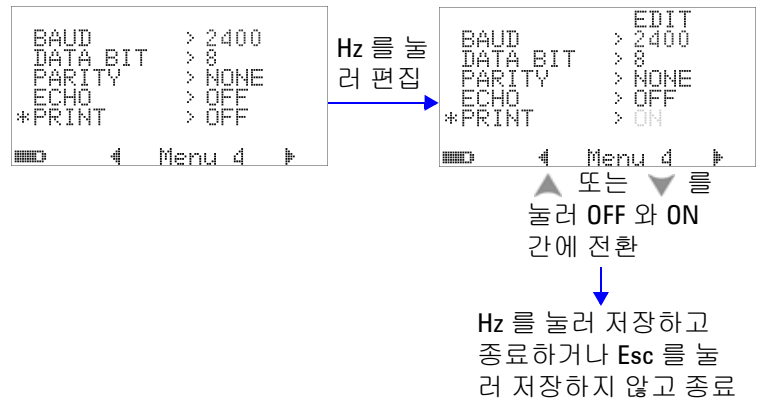 BAUD > 2400
DATA BIT > 8
PARITY > NONE
ECHO > OFF
*PRINT > OFF
Menu 4
Hz 를 눌
러 편집
EDIT
BAUD > 2400
DATA BIT > 8
PARITY > NONE
ECHO > OFF
*PRINT > ON
Menu 4
또는 를
눌러 OFF 와 ON
간에 전환
Hz 를 눌러 저장하고
종료하거나 Esc 를 눌
러 저장하지 않고 종료